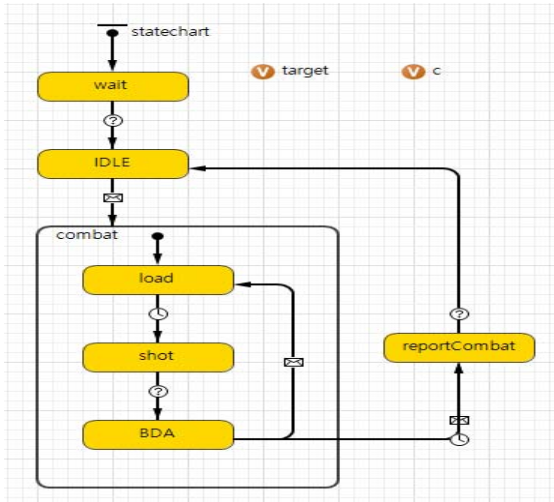 statechart
target
c
wait
IDLE
combat
load
shot
reportCombat
BDA